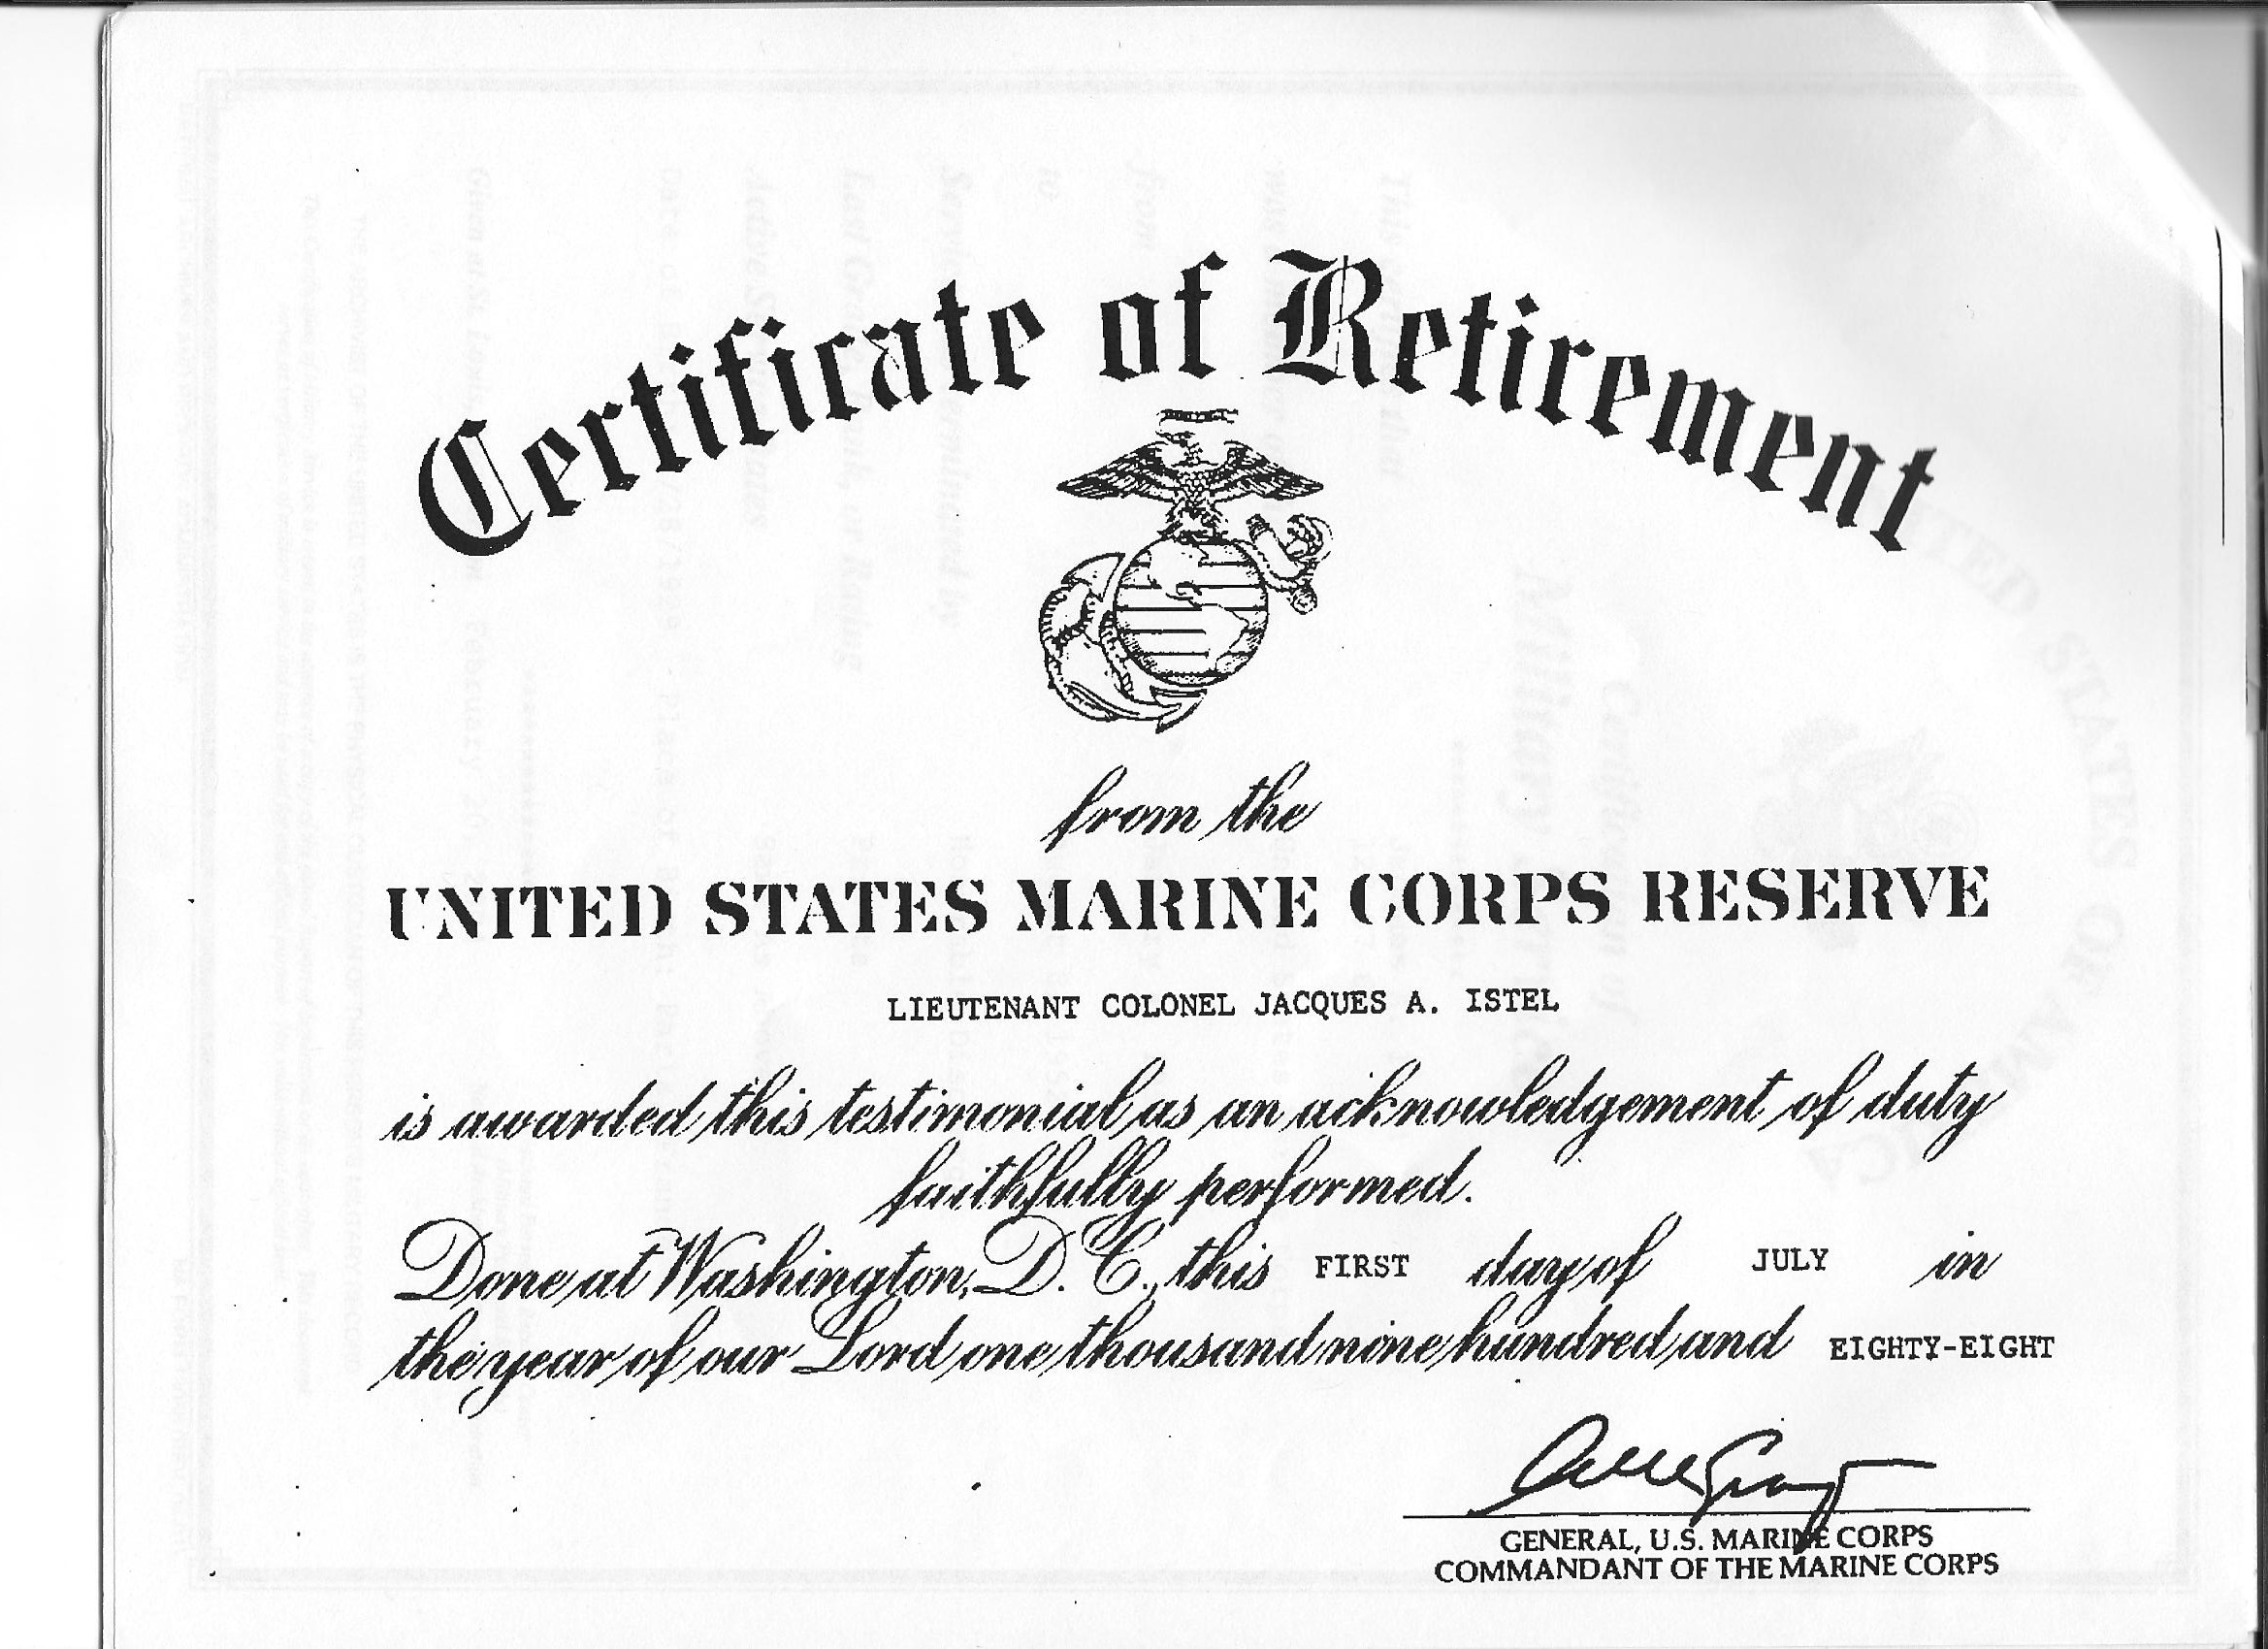 Certificate of Retirement
from the
UNITED STATES MARINE CORPS RESERVE
LIEUTENANT COLONEL JACQUES A. ISTEL
is awarded this testimonial as an acknowledgement of duty
faithfully performed.
Done at Washington, D.C., this FIRST day of JULY in
the year of our Lord one thousand nine hundred and EIGHTY-EIGHT
GENERAL, U.S. MARINE CORPS
COMMANDANT OF THE MARINE CORPS